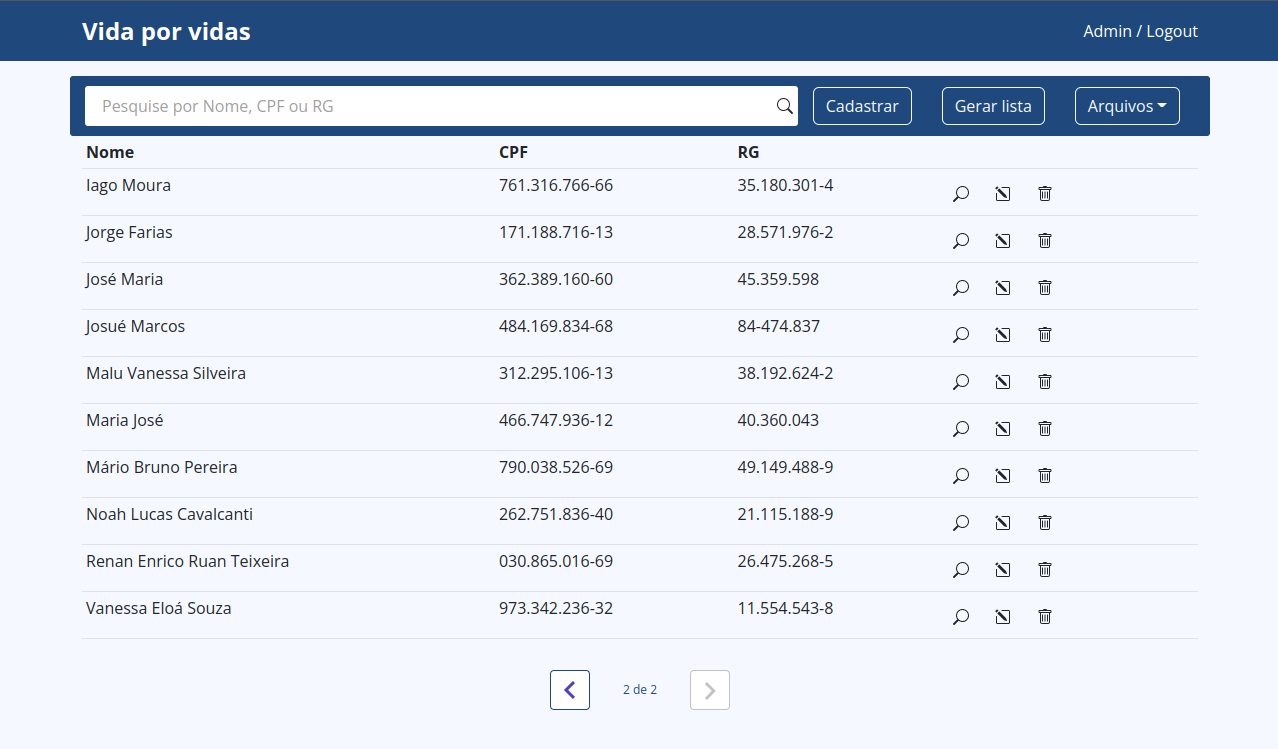 Vida por vidas Admin / Logout
Pesquise por Nome, CPF ou RG Cadastrar Gerar lista Arquivos
Nome CPF RG
Iago Moura 761.316.766-66 35.180.301-4
Jorge Farias 171.188.716-13 28.571.976-2
José Maria 362.389.160-60 45.359.598
Josué Marcos 484.169.834-68 84-474.837
Malu Vanessa Silveira 312.295.106-13 38.192.624-2
Maria José 466.747.936-12 40.360.043
Mário Bruno Pereira 790.038.526-69 49.149.488-9
Noah Lucas Cavalcanti 262.751.836-40 21.115.188-9
Renan Enrico Ruan Teixeira 030.865.016-69 26.475.268-5
Vanessa Eloá Souza 973.342.236-32 11.554.543-8
2 de 2